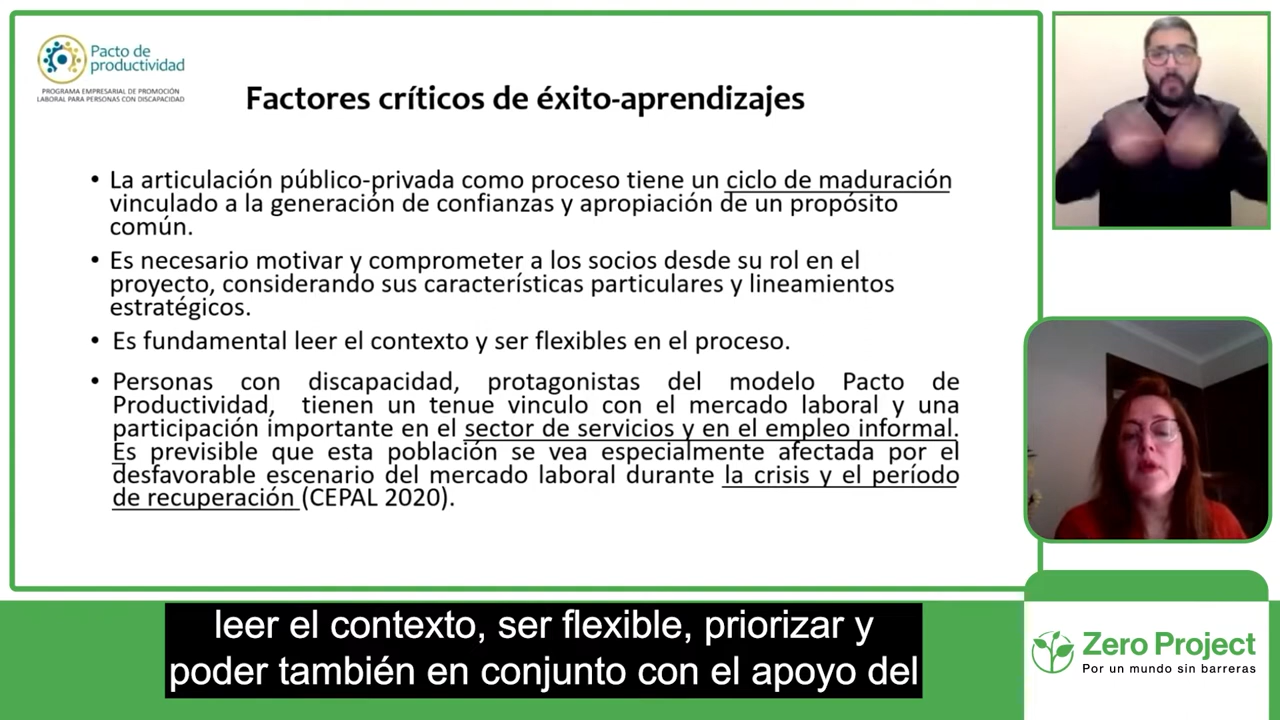 Pacto de
productividad
PROGRAMA EMPRESARIAL DE PROMOCIÓN
LABORAL PARA PERSONAS CON DISCAPACIDAD
Factores críticos de éxito-aprendizajes
• La articulación público-privada como proceso tiene un ciclo de maduración
vinculado a la generación de confianzas y apropiación de un propósito
común.
• Es necesario motivar y comprometer a los socios desde su rol en el
proyecto, considerando sus características particulares y lineamientos
estratégicos.
• Es fundamental leer el contexto y ser flexibles en el proceso.
• Personas con discapacidad, protagonistas del modelo Pacto de
Productividad, tienen un tenue vinculo con el mercado laboral y una
participación importante en el sector de servicios y en el empleo informal.
Es previsible que esta población se vea especialmente afectada por el
desfavorable escenario del mercado laboral durante la crisis y el período
de recuperación (CEPAL 2020).
leer el contexto, ser flexible, priorizar y
poder también en conjunto con el apoyo del
Zero Project
Por un mundo sin barreras